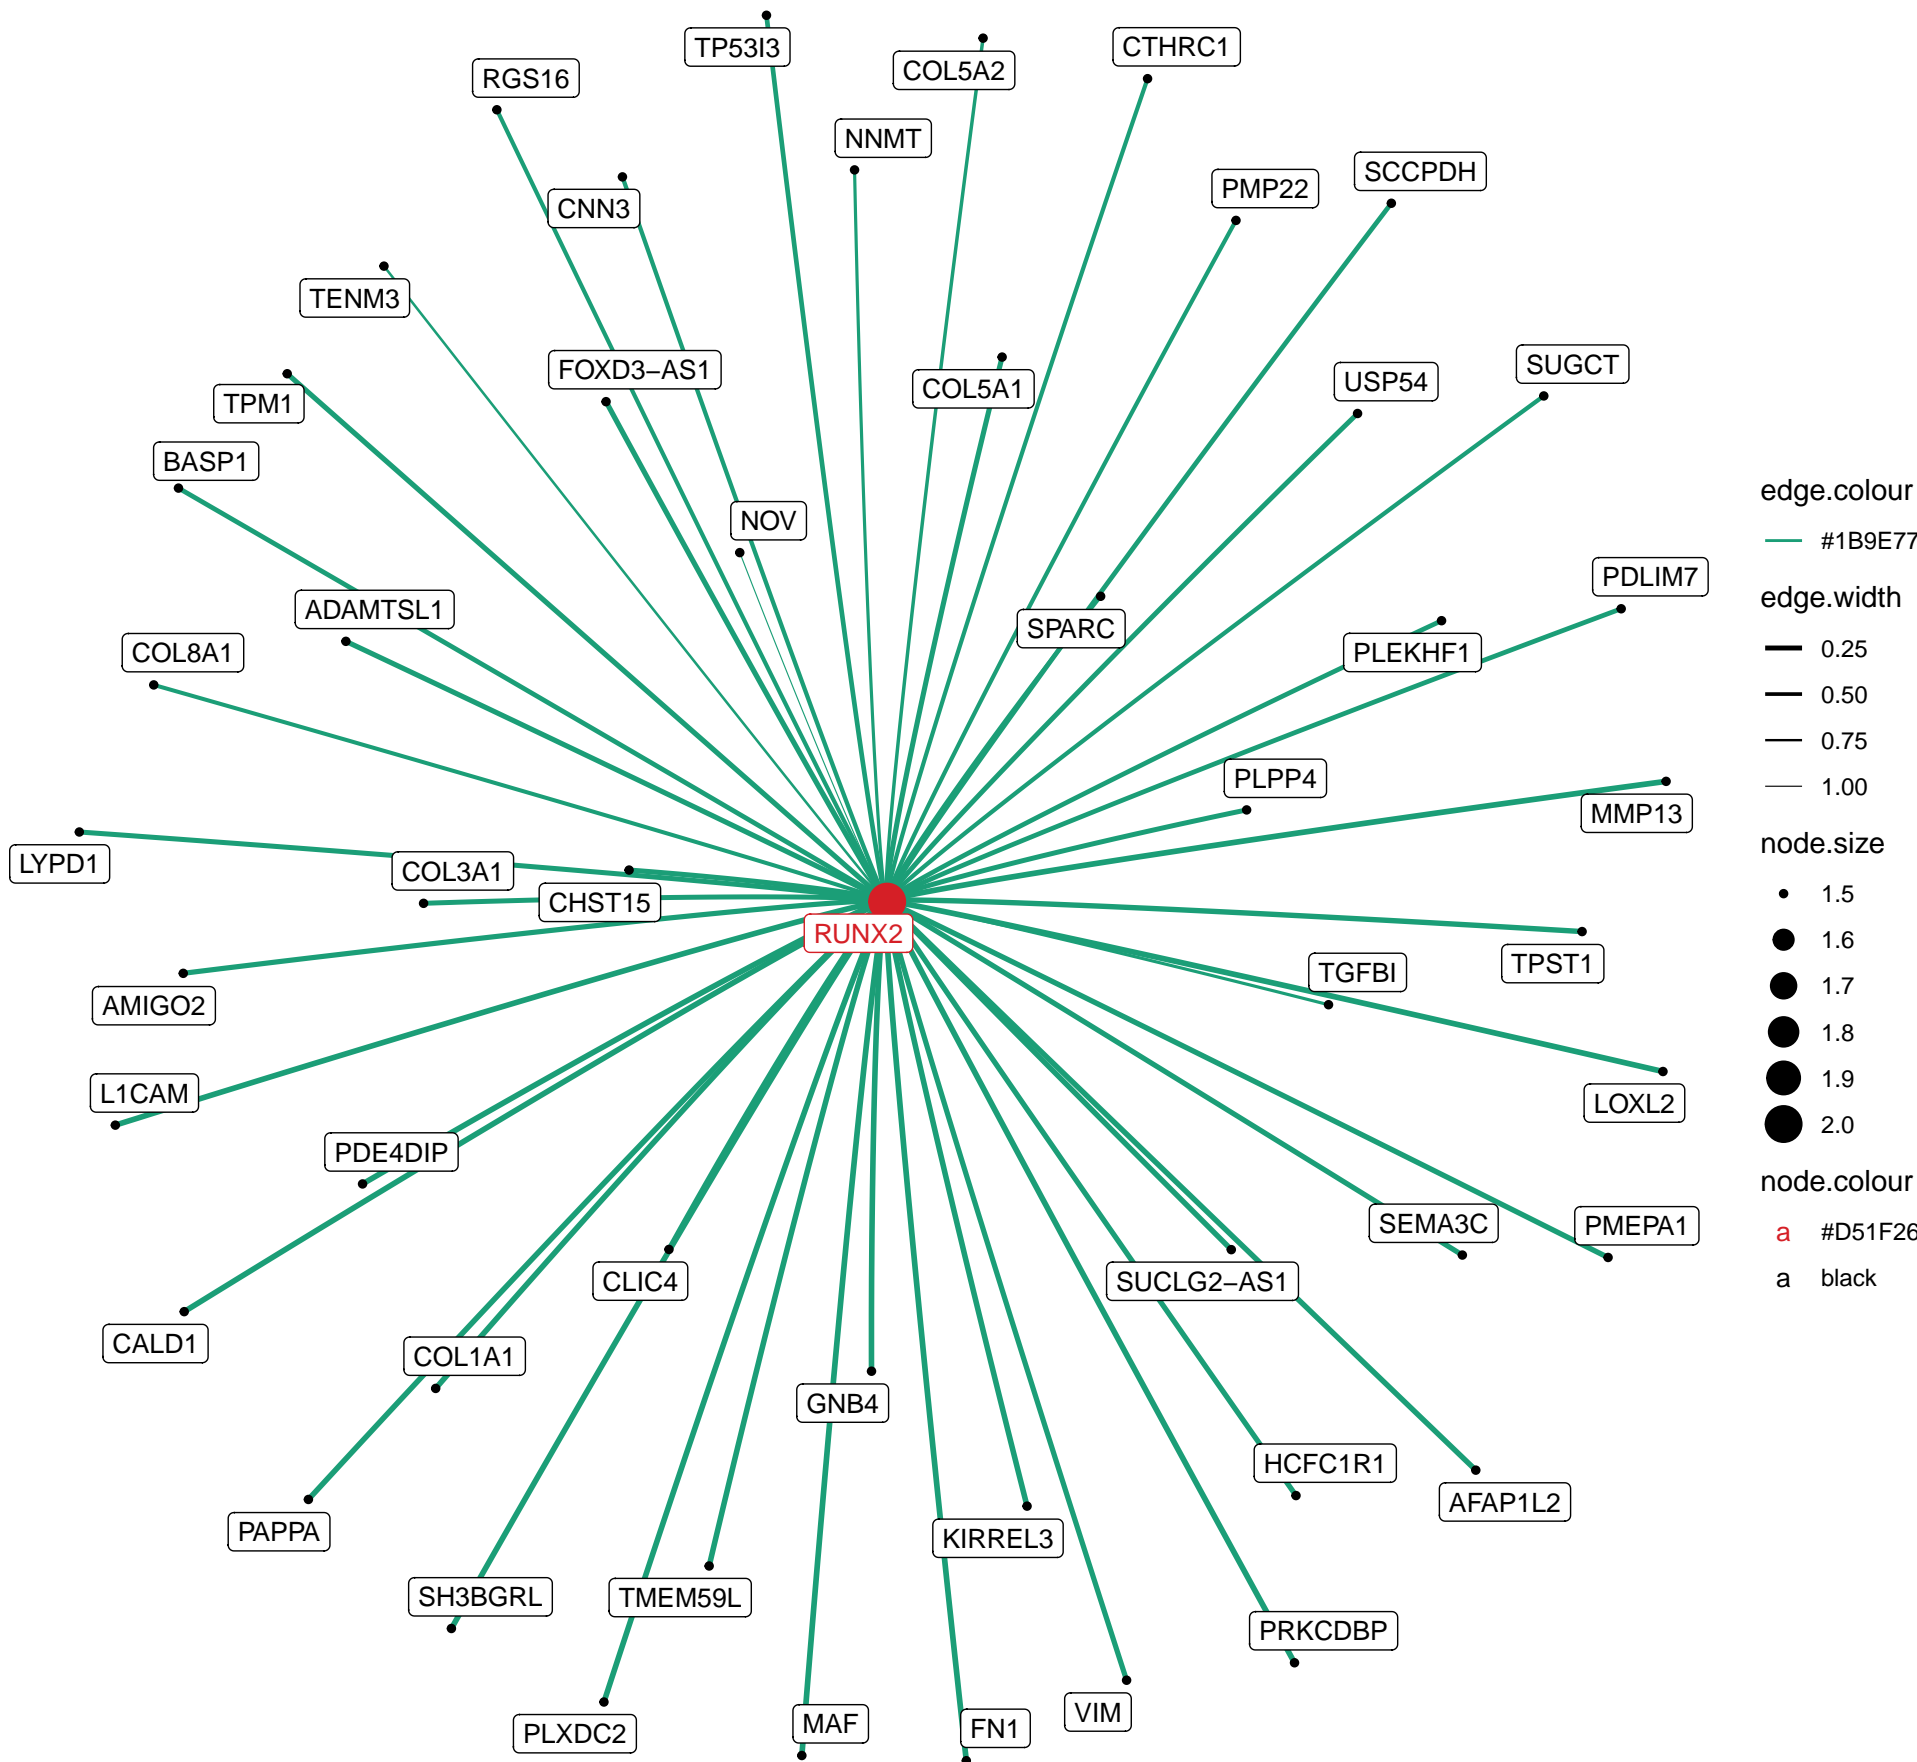 TP53I3
CTHRC1
COL5A2
RGS16
NNMT
SCCPDH
PMP22
CNN3
TENM3
SUGCT
FOXD3−AS1
USP54
COL5A1
TPM1
BASP1
NOV
PDLIM7
ADAMTSL1
SPARC
COL8A1
PLEKHF1
PLPP4
MMP13
LYPD1
COL3A1
CHST15
RUNX2
TPST1
TGFBI
AMIGO2
L1CAM
LOXL2
PDE4DIP
SEMA3C
PMEPA1
CLIC4
SUCLG2−AS1
CALD1
COL1A1
GNB4
HCFC1R1
AFAP1L2
PAPPA
KIRREL3
SH3BGRL
TMEM59L
PRKCDBP
VIM
MAF
FN1
PLXDC2
edge.colour
#1B9E77
edge.width
0.25
0.50
0.75
1.00
node.size
1.5
1.6
1.7
1.8
1.9
2.0
node.colour
a #D51F26
a black